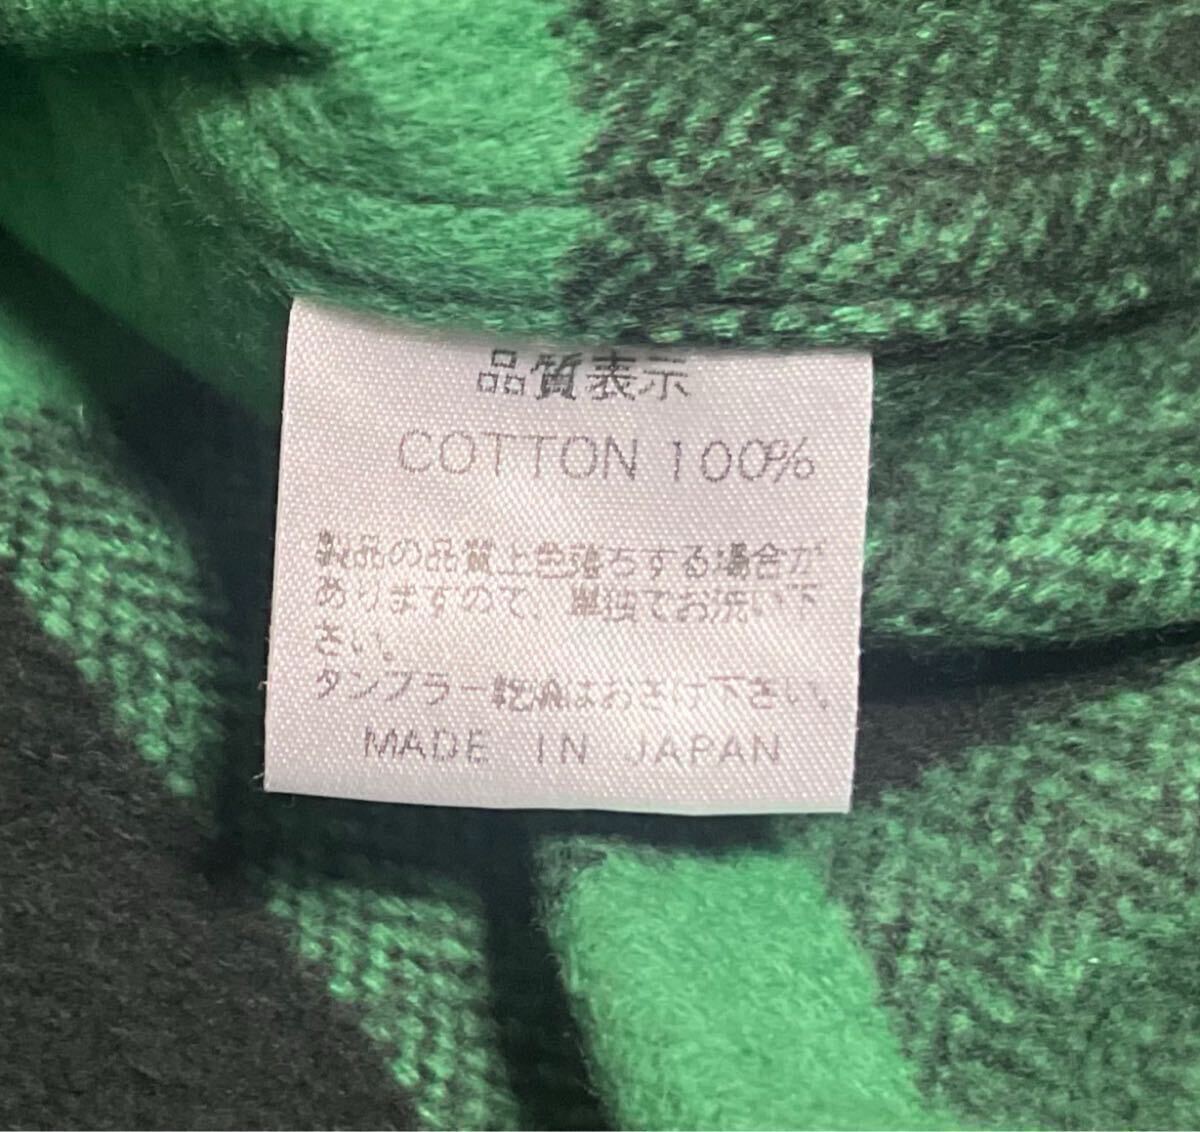 品質表示
COTTON 100%
製品の品質上色落ちする場合が
ありますので、単独でお洗い下
さい。
タンブラー乾燥はおさけ下さい。
MADE IN JAPAN